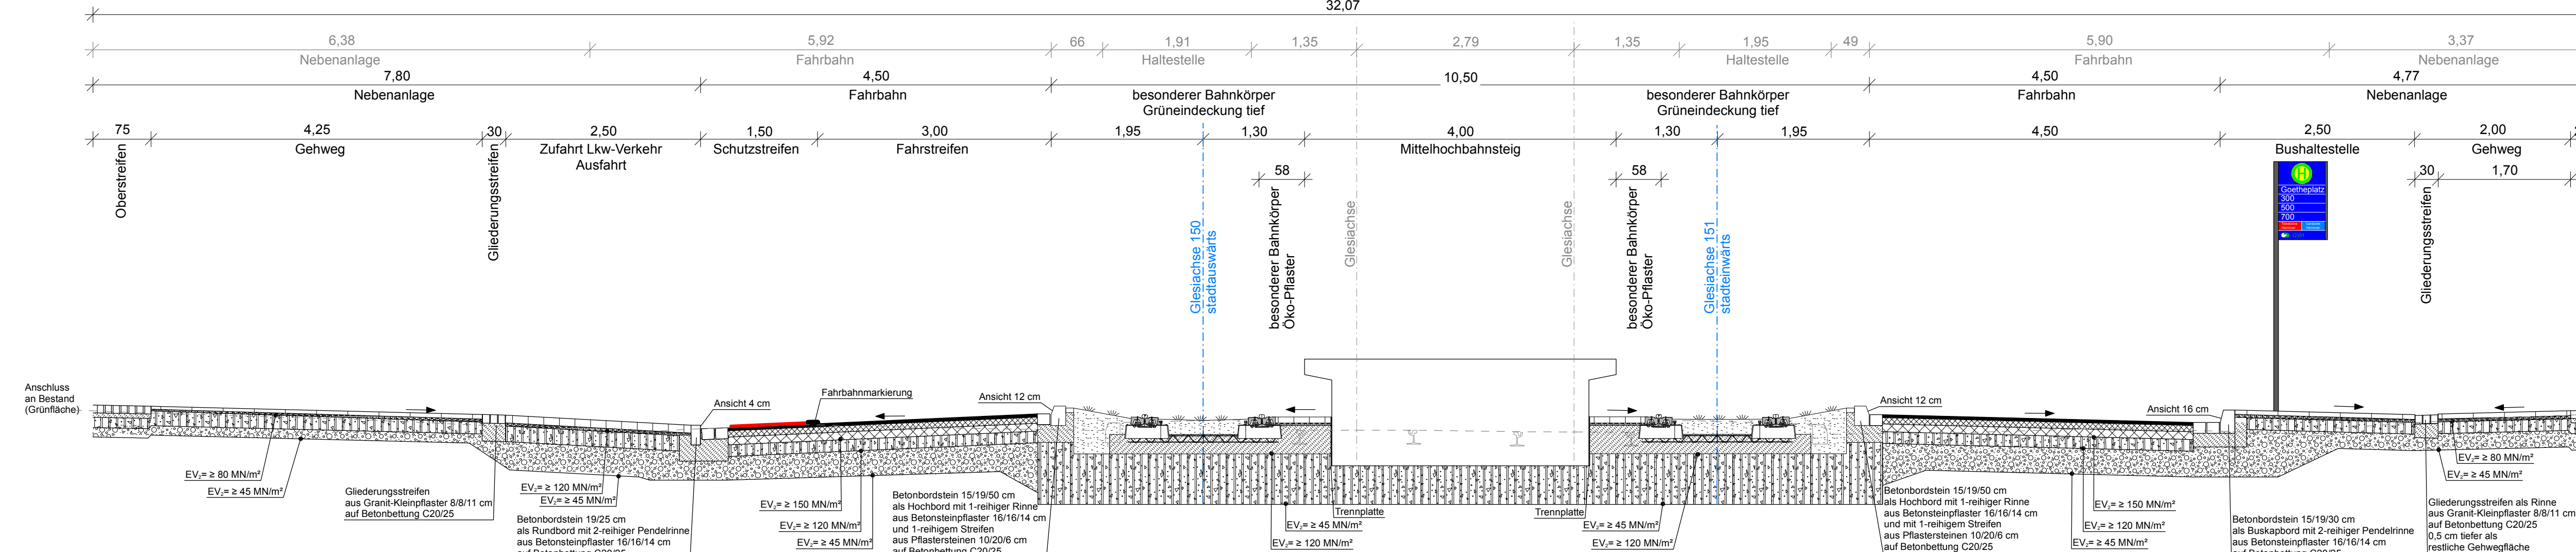 32,07
6,38
5,92
66
1,91
1,35
2,79
1,35
1,95
49
5,90
3,37
Nebenanlage
Fahrbahn
Haltestelle
Haltestelle
Fahrbahn
Nebenanlage
7,80
4,50
10,50
4,50
4,77
Nebenanlage
Fahrbahn
besonderer Bahnkörper
Grüneindeckung tief
besonderer Bahnkörper
Grüneindeckung tief
Fahrbahn
Nebenanlage
75
4,25
30
2,50
1,50
3,00
1,95
1,30
4,00
1,30
1,95
4,50
2,50
2,00
Oberstreifen
Gehweg
Gliederungsstreifen
Zufahrt Lkw-Verkehr
Ausfahrt
Schutzstreifen
Fahrstreifen
Mittelhochbahnsteig
Bushaltestelle
Gehweg
58
58
30
1,70
Gleisachse 150
stadtauswärts
besonderer Bahnkörper
Öko-Pflaster
Glesiachse
Glesiachse
besonderer Bahnkörper
Öko-Pflaster
Glesiachse 151
stadteinwärts
H
Goetheplatz
300
500
700
Gliederungsstreifen
Anschluss
an Bestand
(Grünfläche)
Ansicht 4 cm
Fahrbahnmarkierung
Ansicht 12 cm
Ansicht 12 cm
Ansicht 16 cm
EV₂= ≥ 80 MN/m²
EV₂= ≥ 45 MN/m²
Gliederungsstreifen
aus Granit-Kleinpflaster 8/8/11 cm
auf Betonbettung C20/25
EV₂= ≥ 120 MN/m²
EV₂= ≥ 45 MN/m²
Betonbordstein 19/25 cm
als Rundbord mit 2-reihiger Pendelrinne
aus Betonsteinpflaster 16/16/14 cm
auf Betonbettung C20/25
EV₂= ≥ 150 MN/m²
EV₂= ≥ 120 MN/m²
EV₂= ≥ 45 MN/m²
Betonbordstein 15/19/50 cm
als Hochbord mit 1-reihiger Rinne
aus Betonsteinpflaster 16/16/14 cm
und 1-reihigem Streifen
aus Pflastersteinen 10/20/6 cm
auf Betonbettung C20/25
Trennplatte
EV₂= ≥ 45 MN/m²
EV₂= ≥ 120 MN/m²
Trennplatte
EV₂= ≥ 45 MN/m²
EV₂= ≥ 120 MN/m²
Betonbordstein 15/19/50 cm
als Hochbord mit 1-reihiger Rinne
aus Betonsteinpflaster 16/16/14 cm
und mit 1-reihigem Streifen
aus Pflastersteinen 10/20/6 cm
auf Betonbettung C20/25
EV₂= ≥ 150 MN/m²
EV₂= ≥ 120 MN/m²
EV₂= ≥ 45 MN/m²
Betonbordstein 15/19/30 cm
als Buskapbord mit 2-reihiger Pendelrinne
aus Betonsteinpflaster 16/16/14 cm
auf Betonbettung C20/25
EV₂= ≥ 80 MN/m²
EV₂= ≥ 45 MN/m²
Gliederungsstreifen als Rinne
aus Granit-Kleinpflaster 8/8/11 cm
auf Betonbettung C20/25
0,5 cm tiefer als
restliche Gehwegfläche